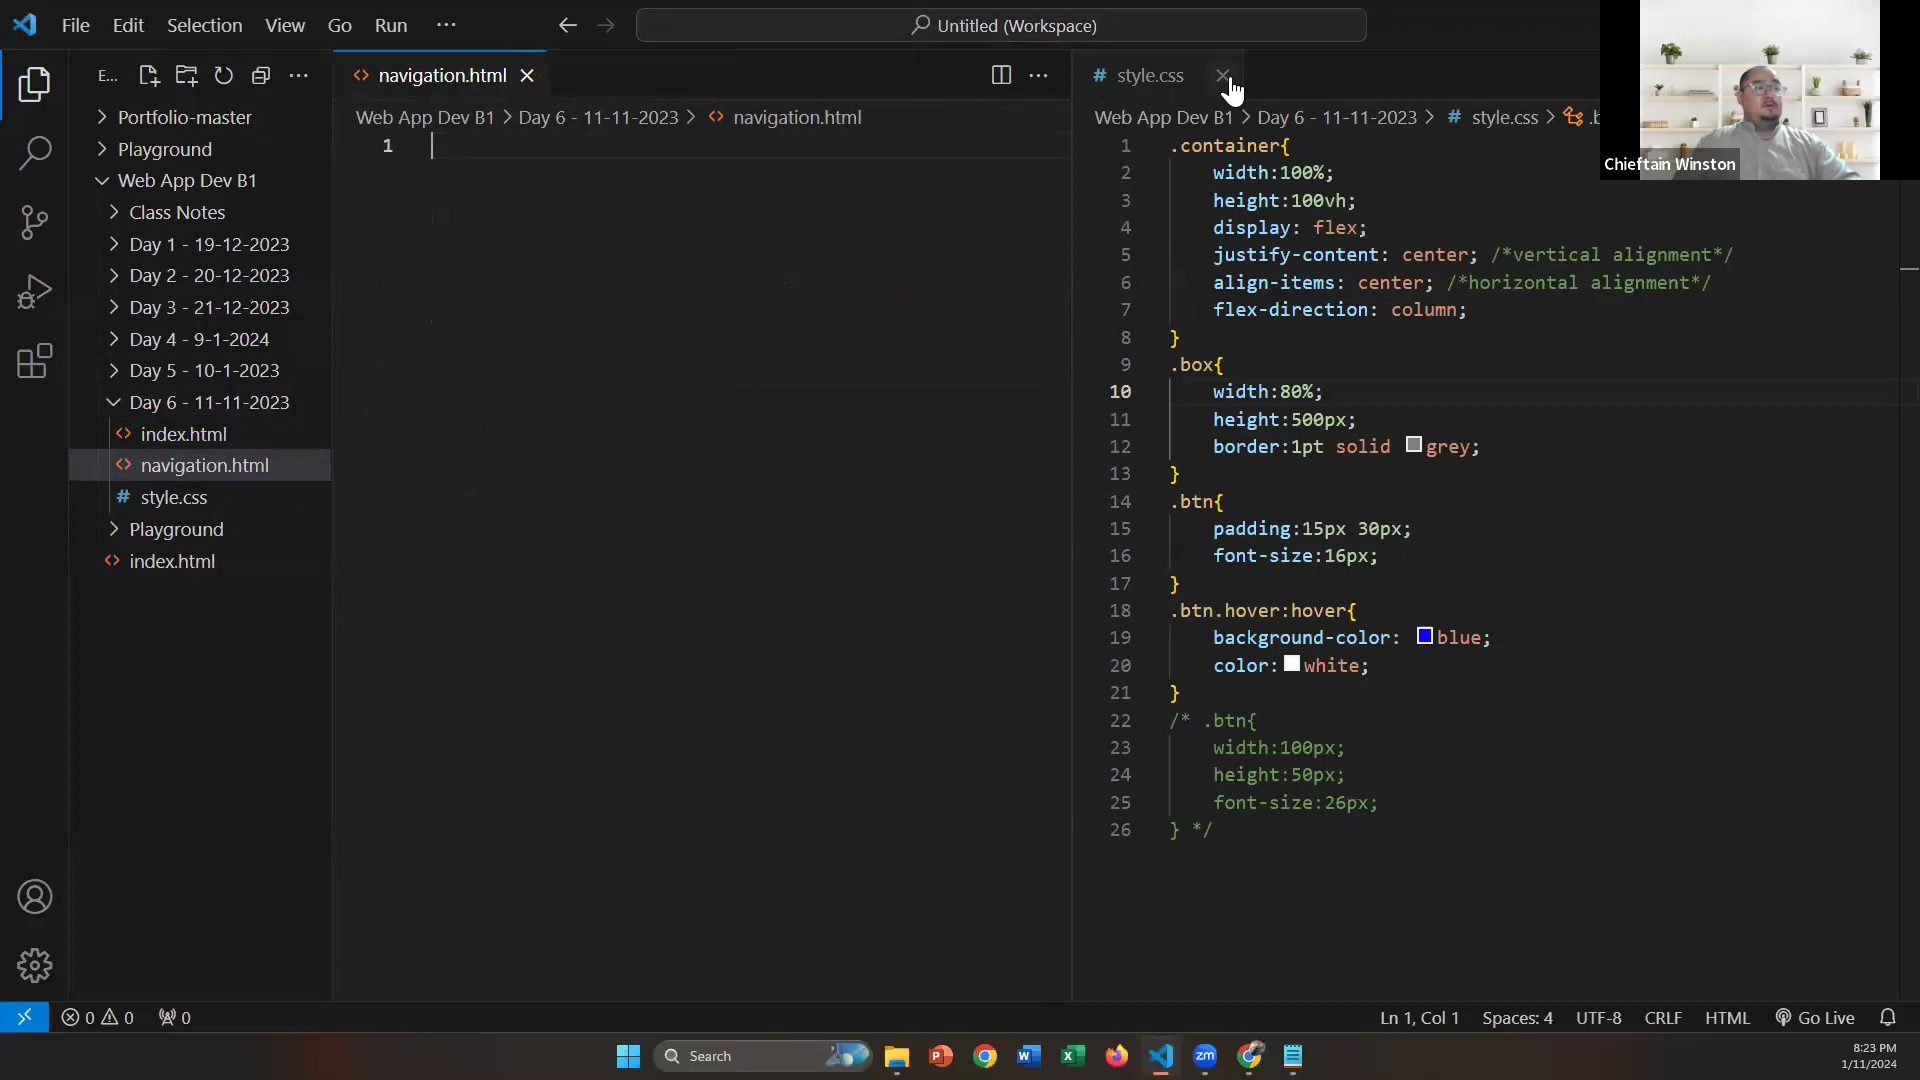 File Edit Selection View Go Run ···
Untitled (Workspace)
E...
navigation.html
style.css
Portfolio-master
Playground
Web App Dev B1
Class Notes
Day 1 - 19-12-2023
Day 2 - 20-12-2023
Day 3 - 21-12-2023
Day 4 - 9-1-2024
Day 5 - 10-1-2023
Day 6 - 11-11-2023
index.html
navigation.html
style.css
Playground
index.html
Web App Dev B1 > Day 6 - 11-11-2023 > navigation.html
1
Web App Dev B1 > Day 6 - 11-11-2023 > # style.css > .b
1 .container{
2 width:100%;
3 height:100vh;
4 display: flex;
5 justify-content: center; /*vertical alignment*/
6 align-items: center; /*horizontal alignment*/
7 flex-direction: column;
8 }
9 .box{
10 width:80%;
11 height:500px;
12 border:1pt solid grey;
13 }
14 .btn{
15 padding:15px 30px;
16 font-size:16px;
17 }
18 .btn.hover:hover{
19 background-color: blue;
20 color:white;
21 }
22 /* .btn{
23 width:100px;
24 height:50px;
25 font-size:26px;
26 } */
Chieftain Winston
0 0 0
Ln 1, Col 1 Spaces: 4 UTF-8 CRLF HTML Go Live
Search
zm
8:23 PM
1/11/2024